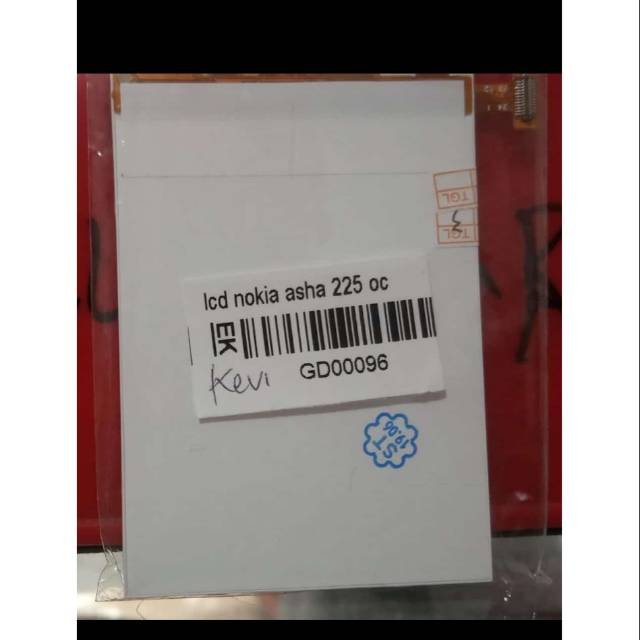 TGL
TGL
lcd nokia asha 225 oc
EK
Kevi GD00096
ST
19.06